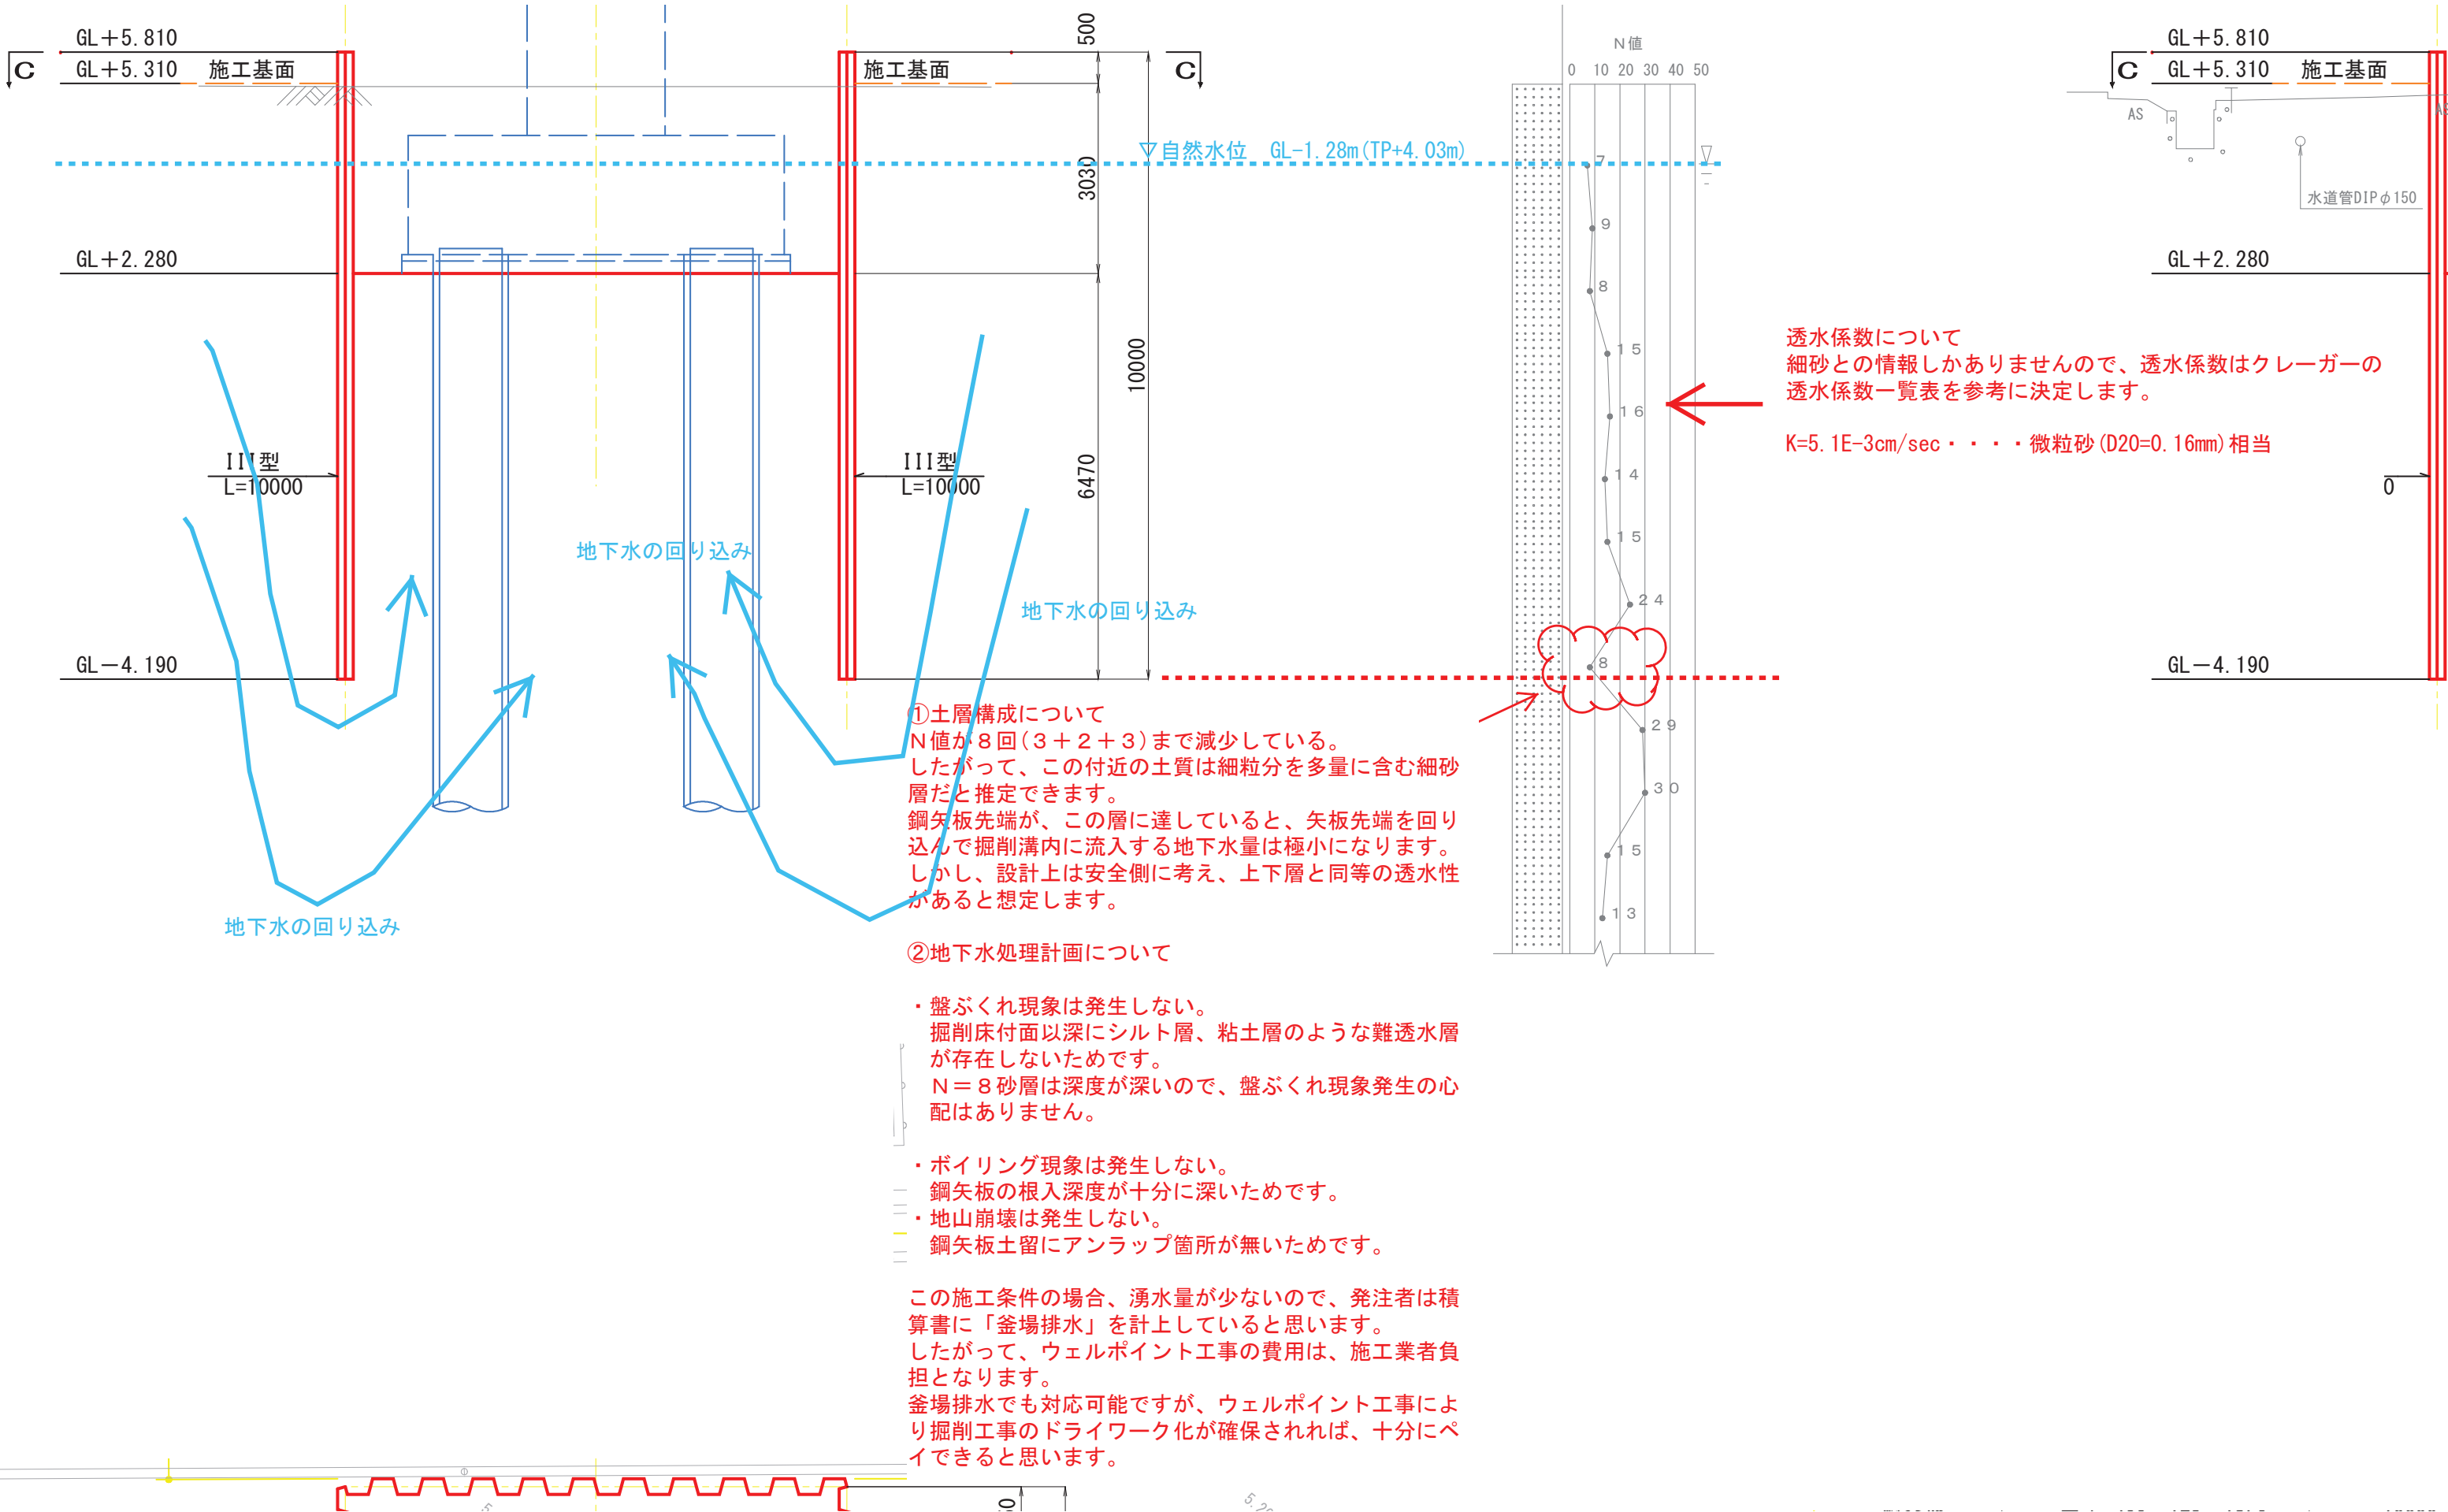 C
GL+5.810
GL+5.310 施工基面
施工基面
500
C
▽自然水位 GL-1.28m(TP+4.03m)
3030
GL+2.280
10000
6470
III型
L=10000
III型
L=10000
地下水の回り込み
地下水の回り込み
地下水の回り込み
GL-4.190
N値
0 10 20 30 40 50
7
9
8
15
16
14
15
24
8
29
30
15
13
透水係数について
細砂との情報しかありませんので、透水係数はクレーガーの
透水係数一覧表を参考に決定します。
K=5.1E-3cm/sec・・・・微粒砂(D20=0.16mm)相当
①土層構成について
N値が8回(3+2+3)まで減少している。
したがって、この付近の土質は細粒分を多量に含む細砂
層だと推定できます。
鋼矢板先端が、この層に達していると、矢板先端を回り
込んで掘削溝内に流入する地下水量は極小になります。
しかし、設計上は安全側に考え、上下層と同等の透水性
があると想定します。
②地下水処理計画について
・盤ぶくれ現象は発生しない。
掘削床付面以深にシルト層、粘土層のような難透水層
が存在しないためです。
N=8砂層は深度が深いので、盤ぶくれ現象発生の心
配はありません。
・ボイリング現象は発生しない。
鋼矢板の根入深度が十分に深いためです。
・地山崩壊は発生しない。
鋼矢板土留にアンラップ箇所が無いためです。
この施工条件の場合、湧水量が少ないので、発注者は積
算書に「釜場排水」を計上していると思います。
したがって、ウェルポイント工事の費用は、施工業者負
担となります。
釜場排水でも対応可能ですが、ウェルポイント工事によ
り掘削工事のドライワーク化が確保されれば、十分にペ
イできると思います。
C
GL+5.810
GL+5.310 施工基面
AS
水道管DIPφ150
GL+2.280
0
GL-4.190